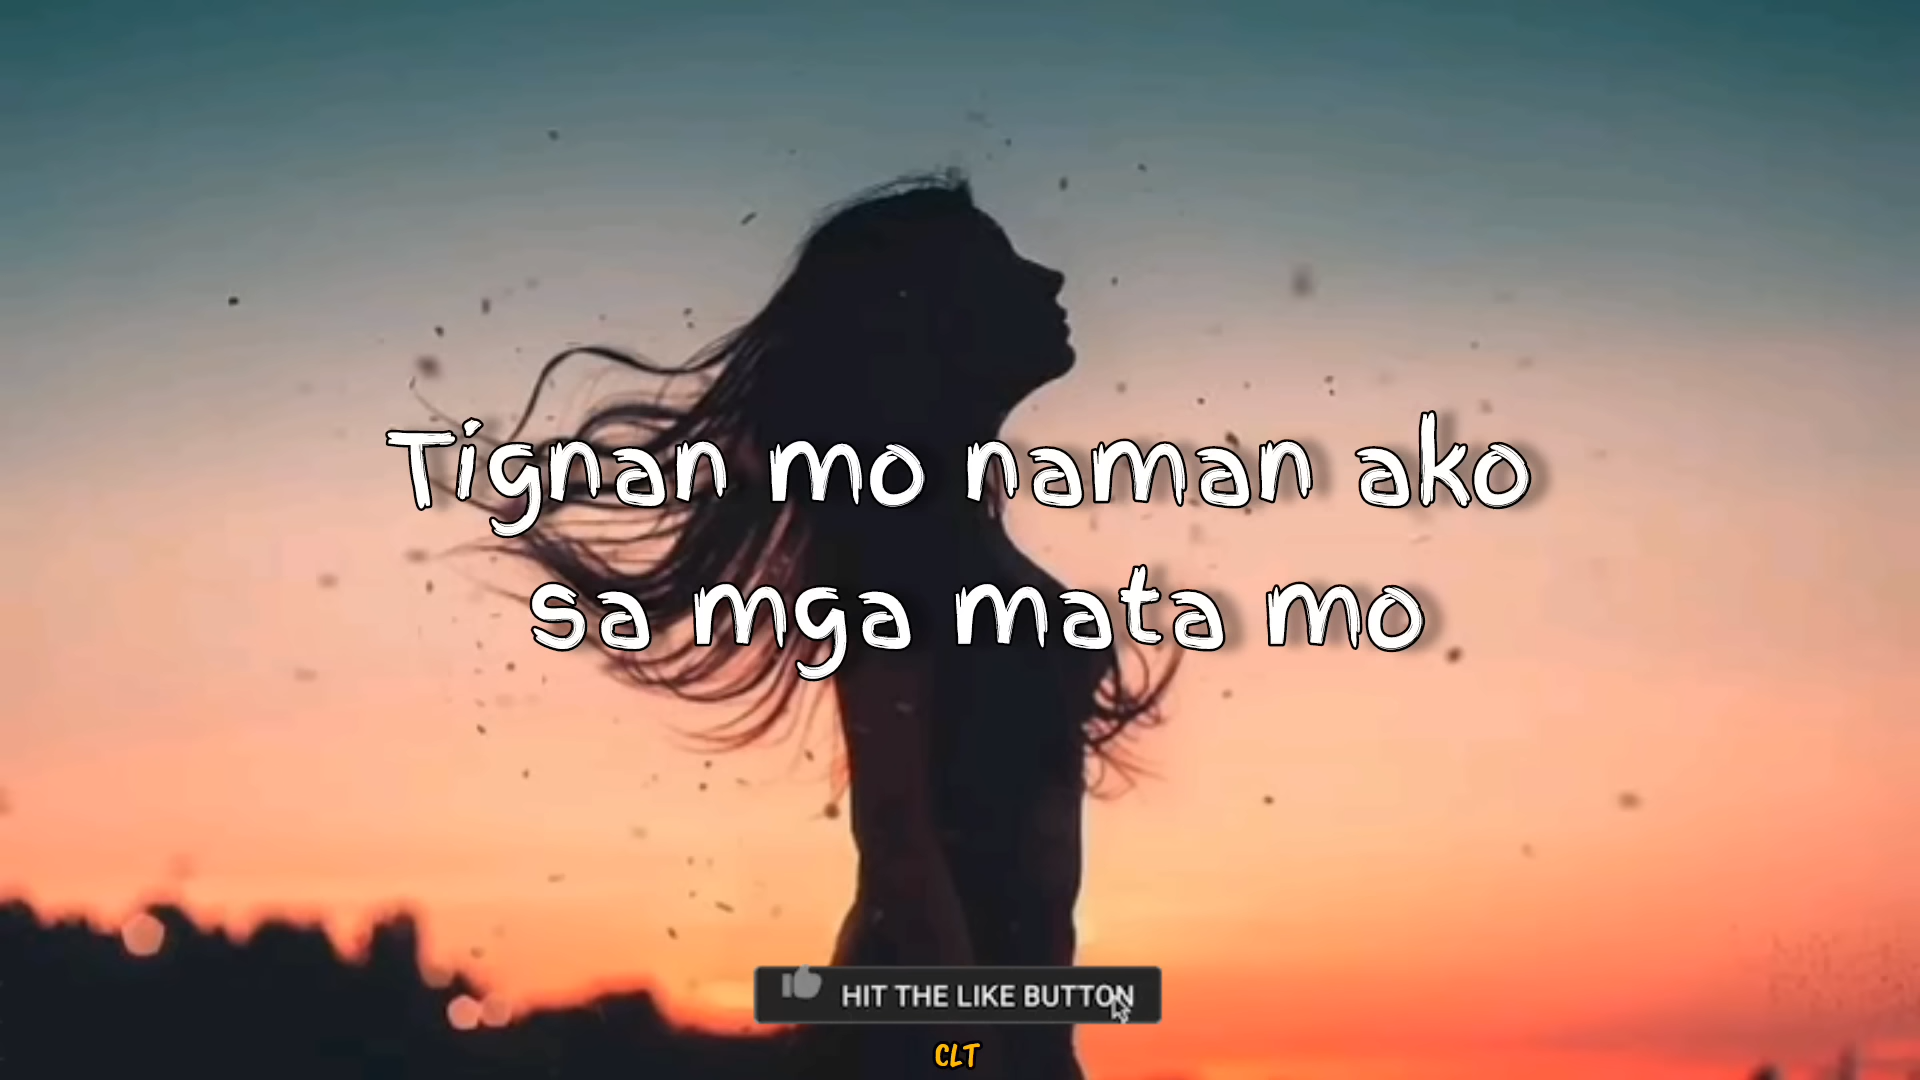 Tignan mo naman ako
sa mga mata mo
HIT THE LIKE BUTTON
CLT